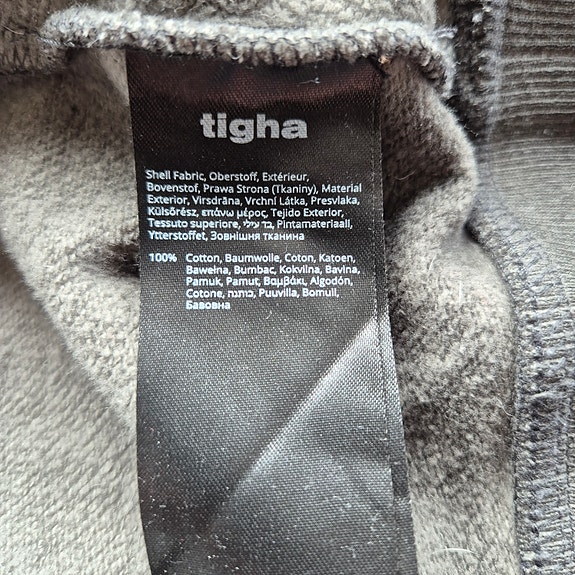 tigha
Shell Fabric, Oberstoff, Extérieur,
Bovenstof, Prawa Strona (Tkaniny), Material
Exterior, Virsdrāna, Vrchní Látka, Presvlaka,
Külsőrész, επάνω μέρος, Tejido Exterior,
Tessuto superiore, בד עילי, Pintamateriaali,
Ytterstoffet, Зовнішня тканина
100% Cotton, Baumwolle, Coton, Katoen,
Bawełna, Bumbac, Kokvilna, Bavlna,
Pamuk, Pamut, Βαμβάκι, Algodón,
Cotone, כותנה, Puuvilla, Bomull,
Бавовна